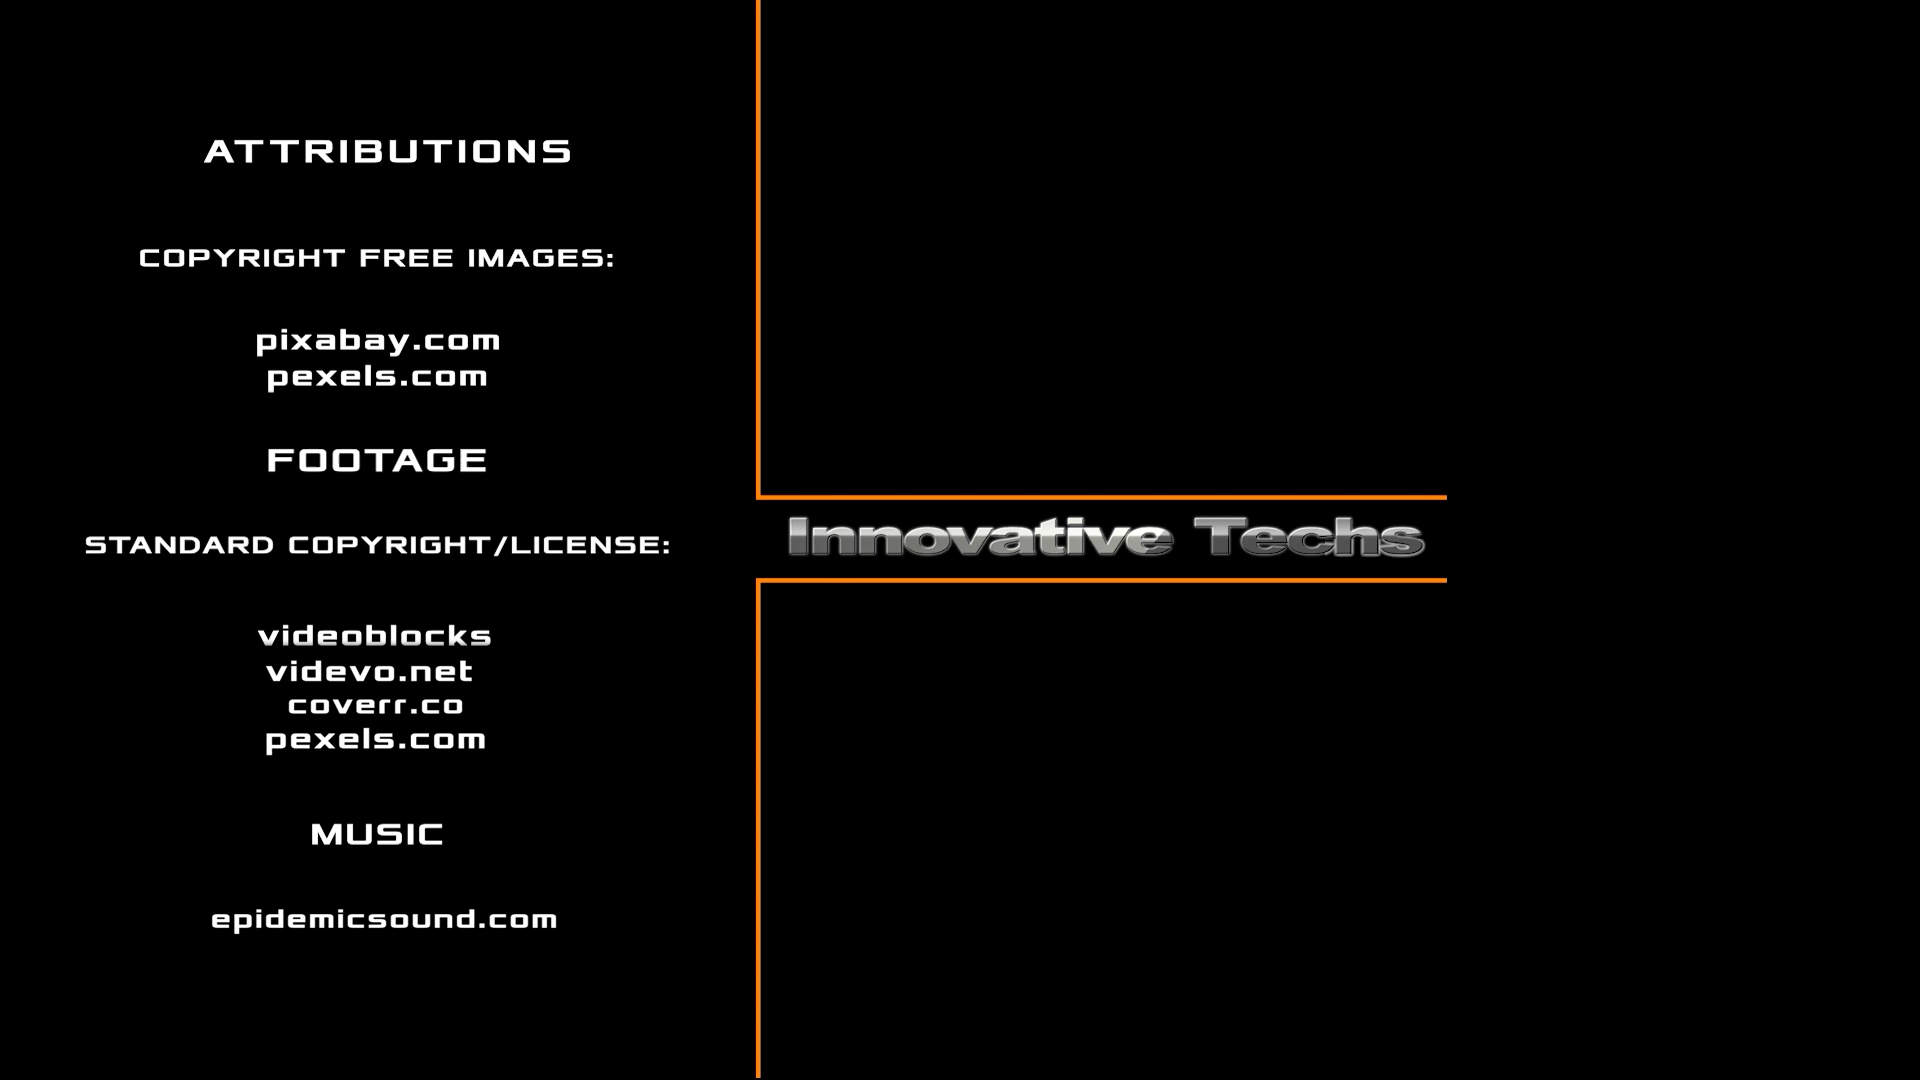 ATTRIBUTIONS
COPYRIGHT FREE IMAGES:
pixabay.com
pexels.com
FOOTAGE
STANDARD COPYRIGHT/LICENSE:
videoblocks
videvo.net
coverr.co
pexels.com
MUSIC
epidemicsound.com
Innovative Techs